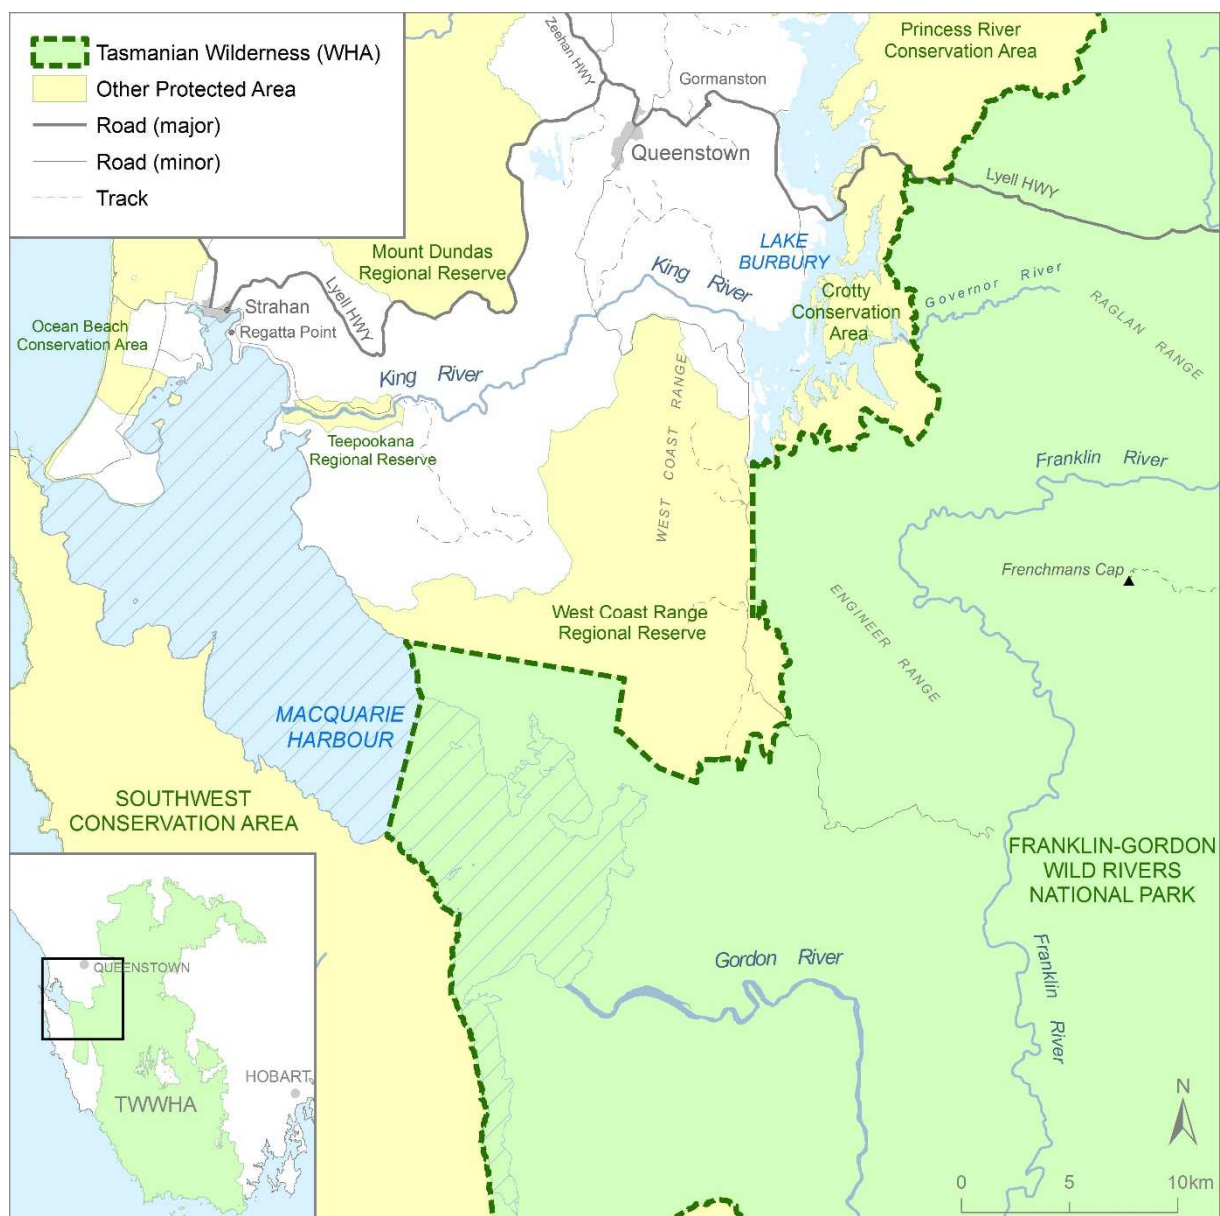 Tasmanian Wilderness (WHA)
Other Protected Area
Road (major)
Road (minor)
Track
Zeehan HWY
Gormanston
Princess River
Conservation Area
Queenstown
Lyell HWY
LAKE
BURBURY
Mount Dundas
Regional Reserve
King River
Crotty
Conservation
Area
Governor River
RAGLAN RANGE
Strahan
Regatta Point
Lyell HWY
Ocean Beach
Conservation Area
King River
Teepookana
Regional Reserve
WEST COAST RANGE
Franklin River
Frenchmans Cap
ENGINEER RANGE
West Coast Range
Regional Reserve
MACQUARIE
HARBOUR
SOUTHWEST
CONSERVATION AREA
FRANKLIN-GORDON
WILD RIVERS
NATIONAL PARK
Gordon River
Franklin River
QUEENSTOWN
HOBART
TWWHA
N
0 5 10km